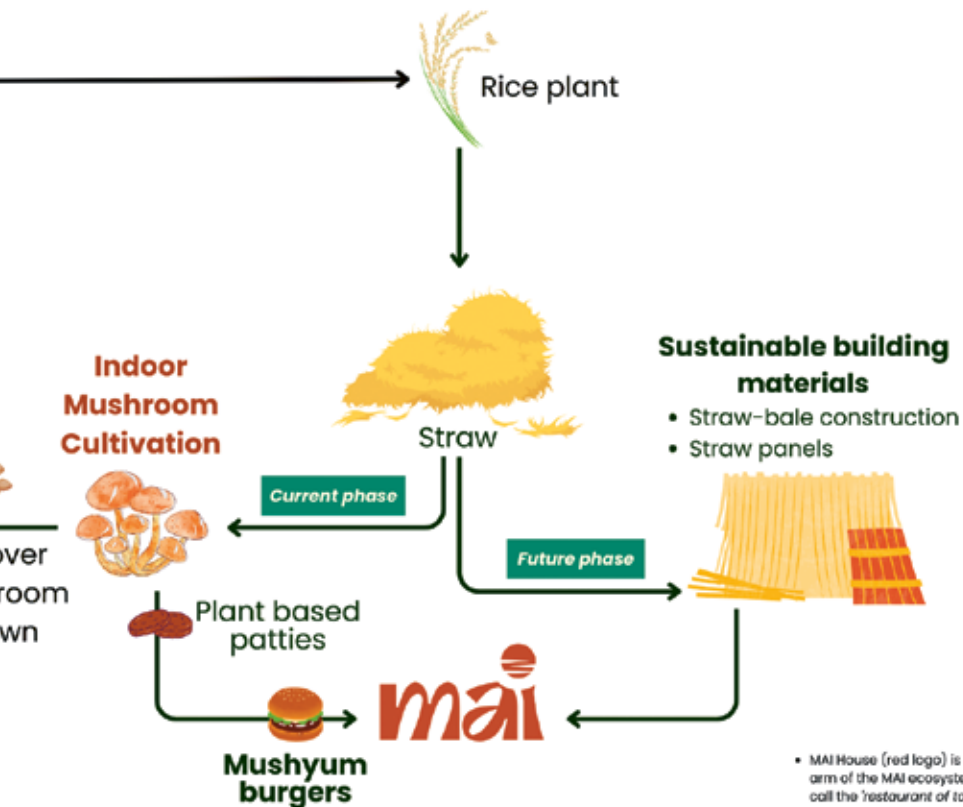 Rice plant
Straw
Sustainable building
materials
• Straw-bale construction
• Straw panels
Indoor
Mushroom
Cultivation
Current phase
Future phase
over
room
wn
Plant based
patties
mai
Mushyum
burgers
• MAI House (red logo) is
arm of the MAI ecosyste
call the 'restaurant of to